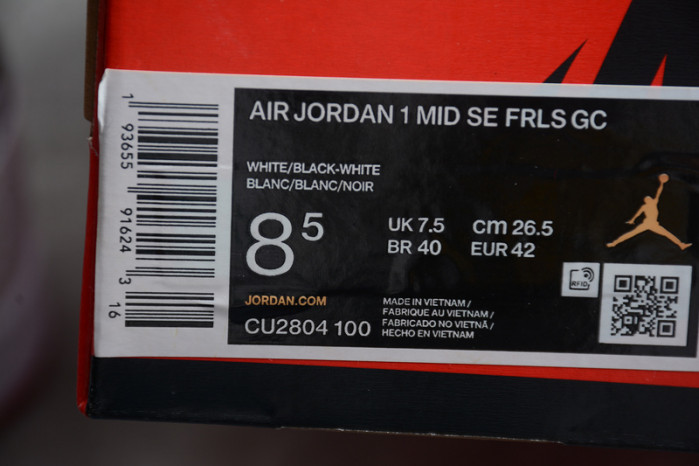 AIR JORDAN 1 MID SE FRLS GC
WHITE/BLACK-WHITE
BLANC/BLANC/NOIR
8 5
UK 7.5 cm 26.5
BR 40 EUR 42
JORDAN.COM
CU2804 100
MADE IN VIETNAM/
FABRIQUE AU VIETNAM/
FABRICADO NO VIETNÃ/
HECHO EN VIETNAM
1 93655 91624 3 16